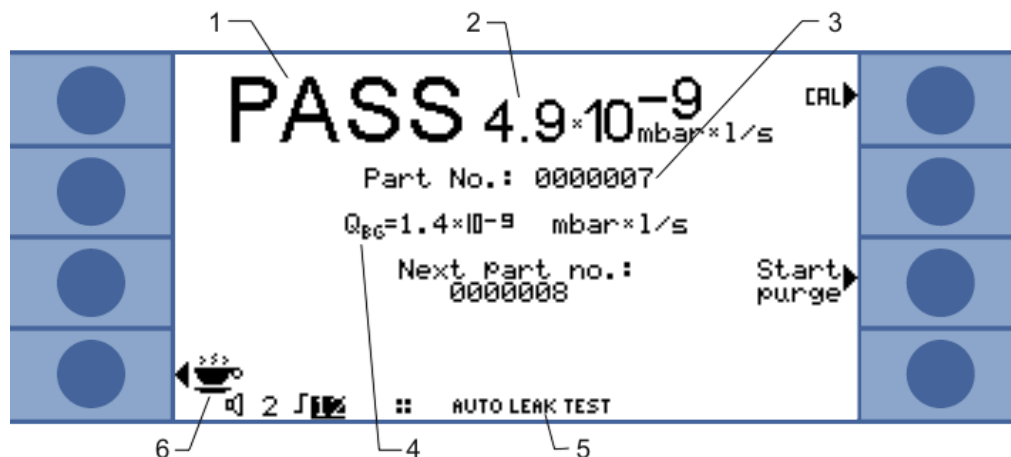 1 2 3
PASS 4.9×10⁻⁹ mbar×l/s
CAL
Part No.: 0000007
Q_BG=1.4×10⁻⁹ mbar×l/s
Next part no.:
0000008
Start
purge
2
AUTO LEAK TEST
6 4 5